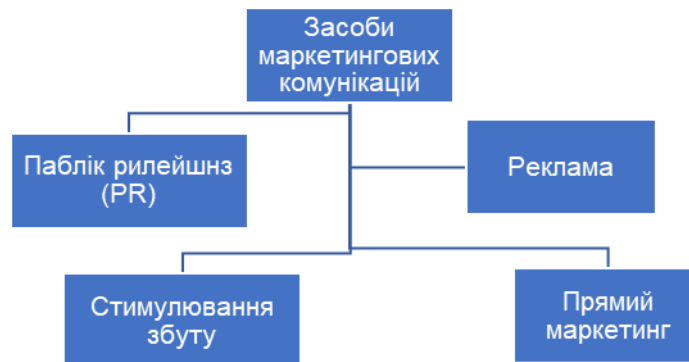 Засоби
маркетингових
комунікацій
Паблік рилейшнз
(PR)
Реклама
Стимулювання
збуту
Прямий
маркетинг